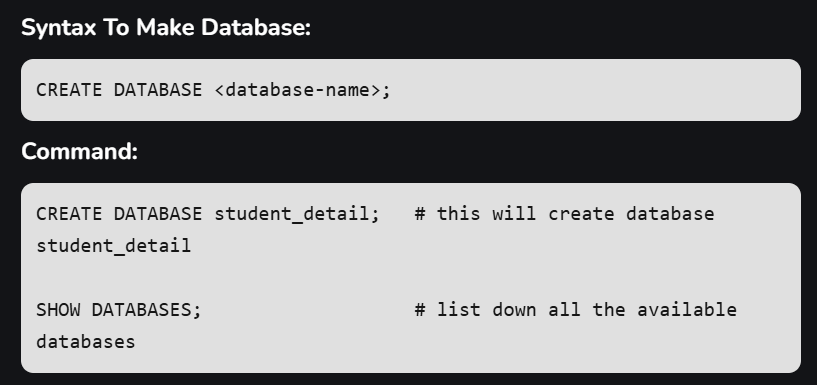 Syntax To Make Database:
CREATE DATABASE <database-name>;
Command:
CREATE DATABASE student_detail;   # this will create database
student_detail
SHOW DATABASES;                   # list down all the available
databases